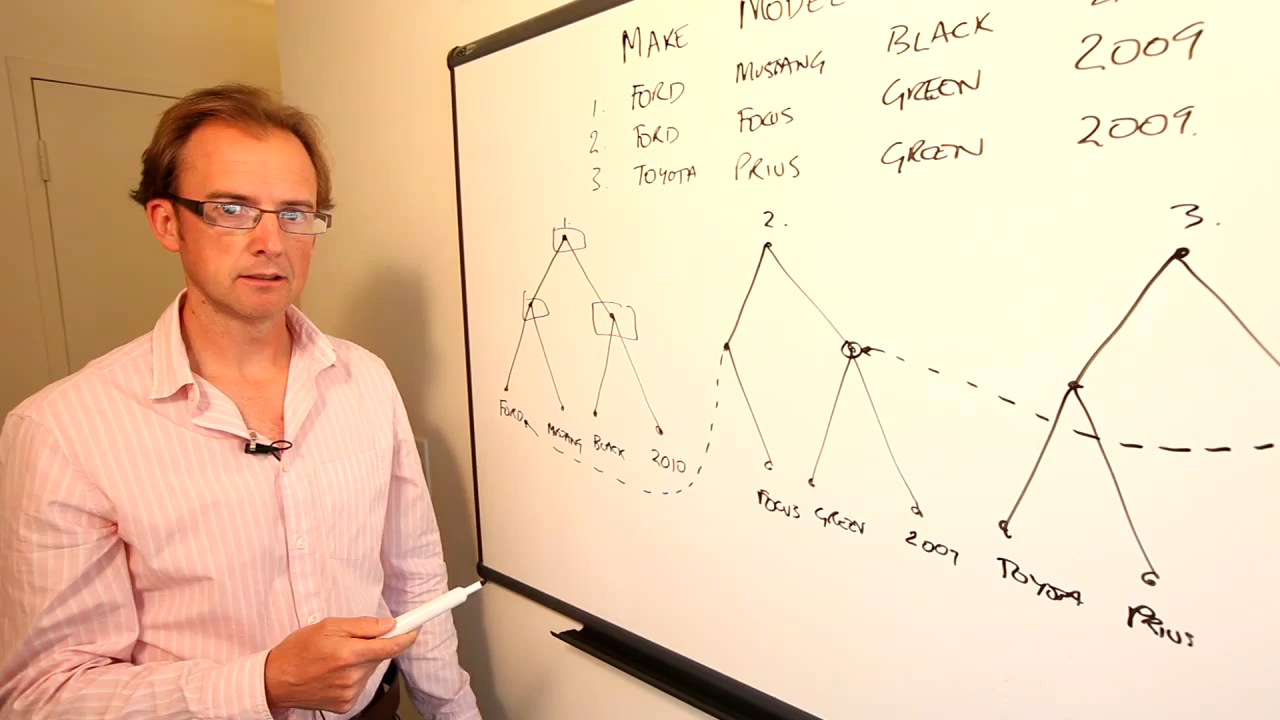 MAKE MODEL
1. FORD MUSTANG BLACK
2. FORD FOCUS GREEN 2009
3. TOYOTA PRIUS GREEN 2009.
1. 2. 3.
FORD MUSTANG BLACK 2010
FOCUS GREEN 2009
TOYOTA PRIUS